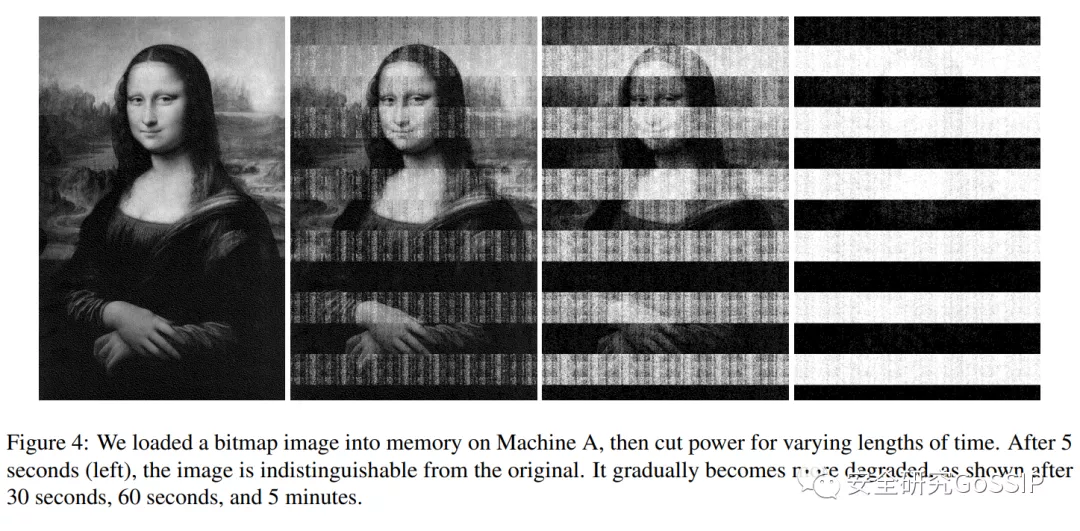 Figure 4: We loaded a bitmap image into memory on Machine A, then cut power for varying lengths of time. After 5
seconds (left), the image is indistinguishable from the original. It gradually becomes more degraded, as shown after
30 seconds, 60 seconds, and 5 minutes.
安全研究GoSSIP